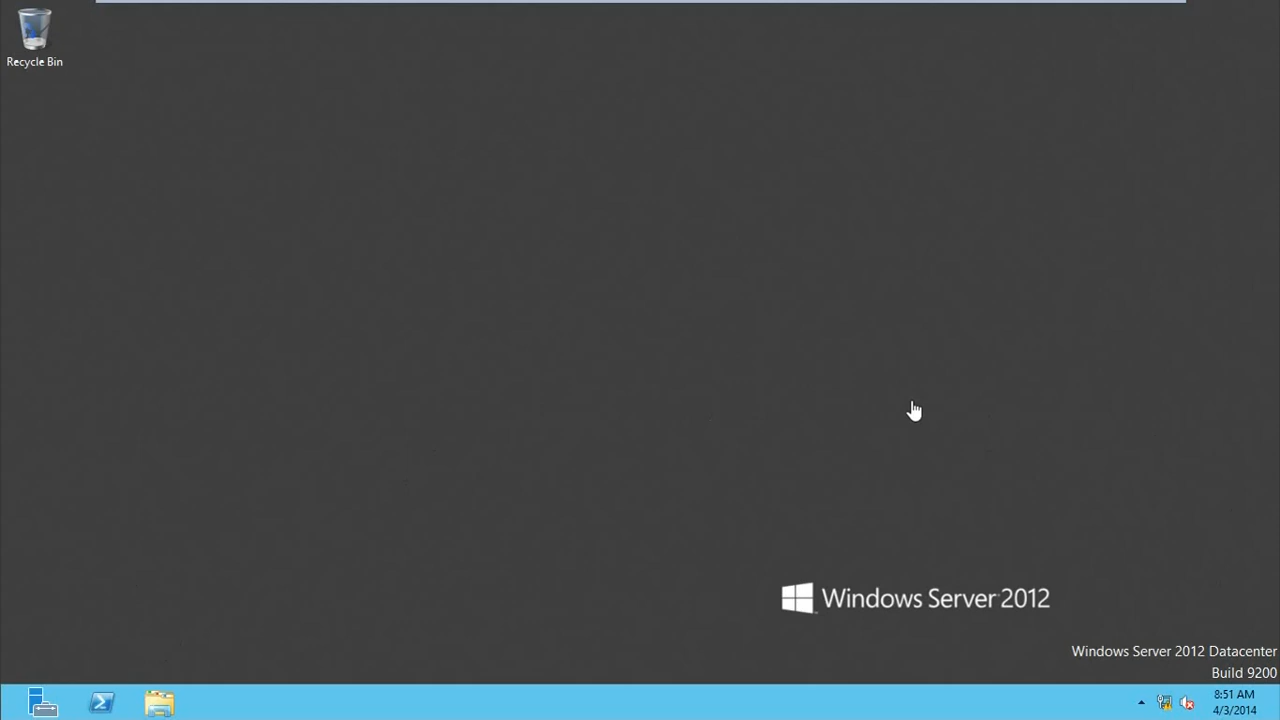 Recycle Bin
Windows Server 2012
Windows Server 2012 Datacenter
Build 9200
8:51 AM
4/3/2014